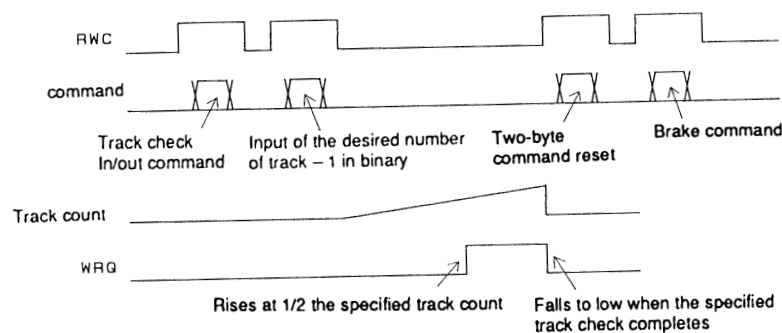 RWC
command
Track check
In/out command
Input of the desired number
of track – 1 in binary
Two-byte
command reset
Brake command
Track count
WRQ
Rises at 1/2 the specified track count
Falls to low when the specified
track check completes